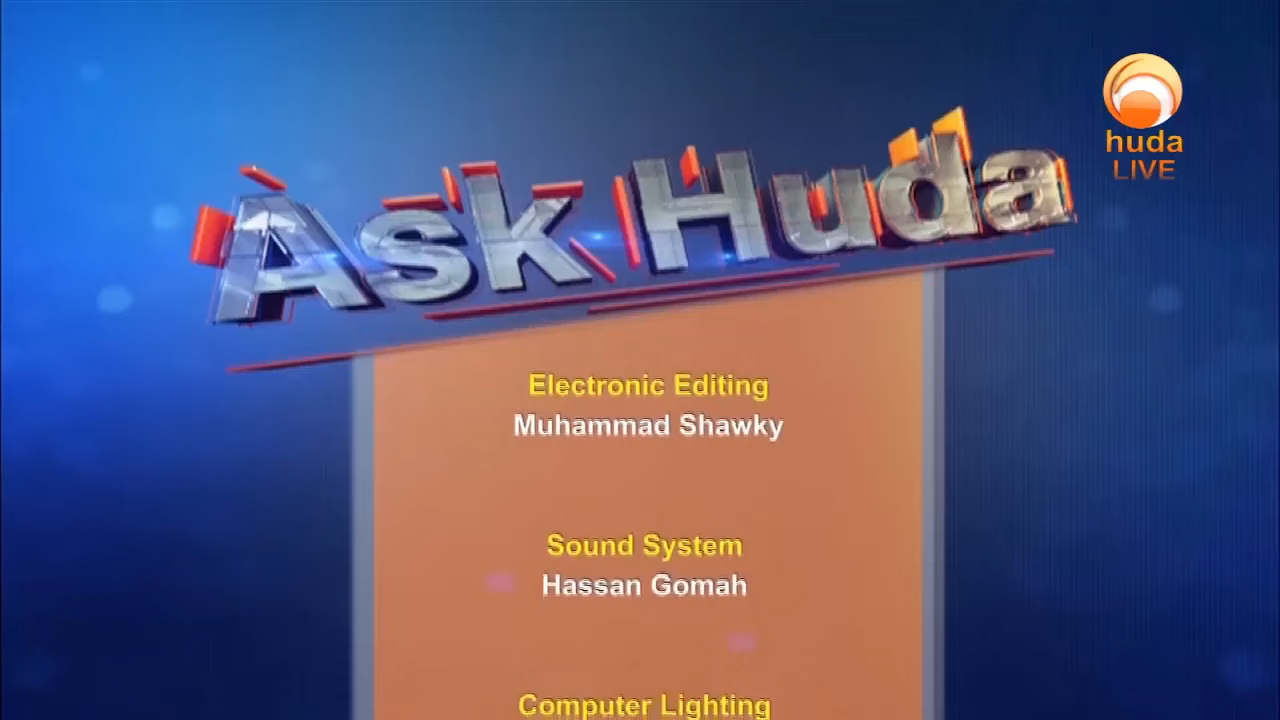 huda
LIVE
Ask Huda
Electronic Editing
Muhammad Shawky
Sound System
Hassan Gomah
Computer Lighting